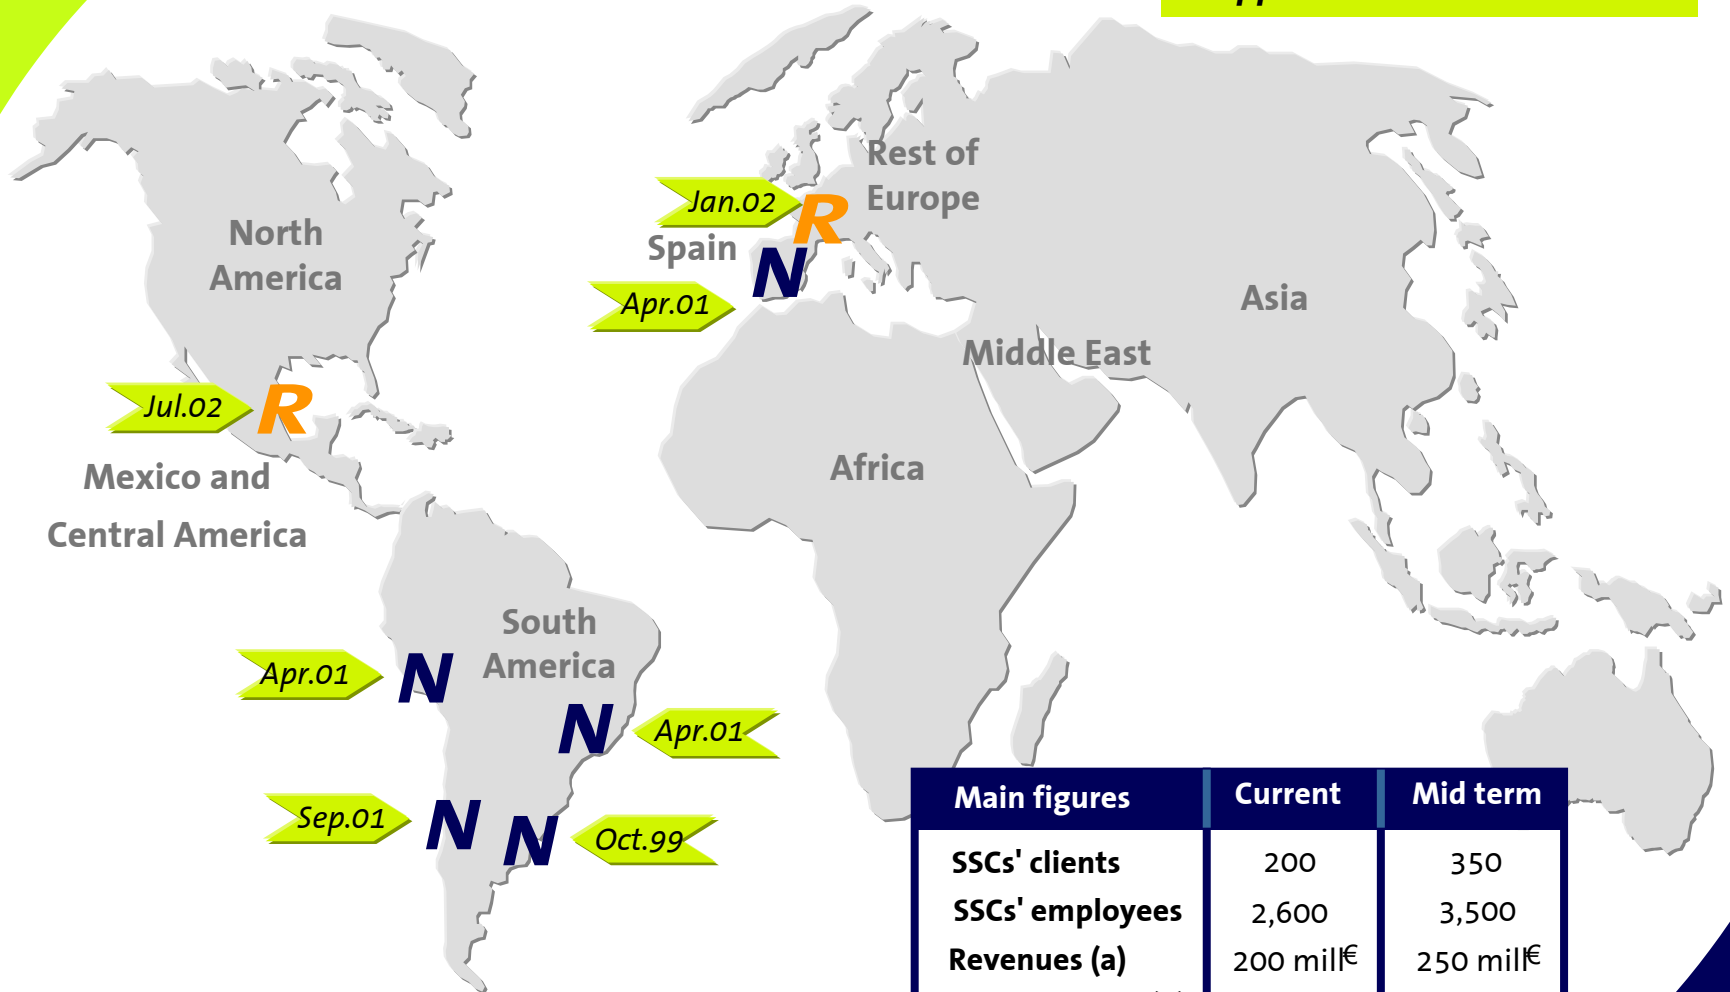 Rest of
Europe
Jan.02
R
North
America
Spain
N
Apr.01
Asia
Middle East
Jul.02
R
Africa
Mexico and
Central America
South
America
Apr.01
N
N
Apr.01
Sep.01
N
N
Oct.99
Main figures Current Mid term
SSCs' clients 200 350
SSCs' employees 2,600 3,500
Revenues (a) 200 mill€ 250 mill€